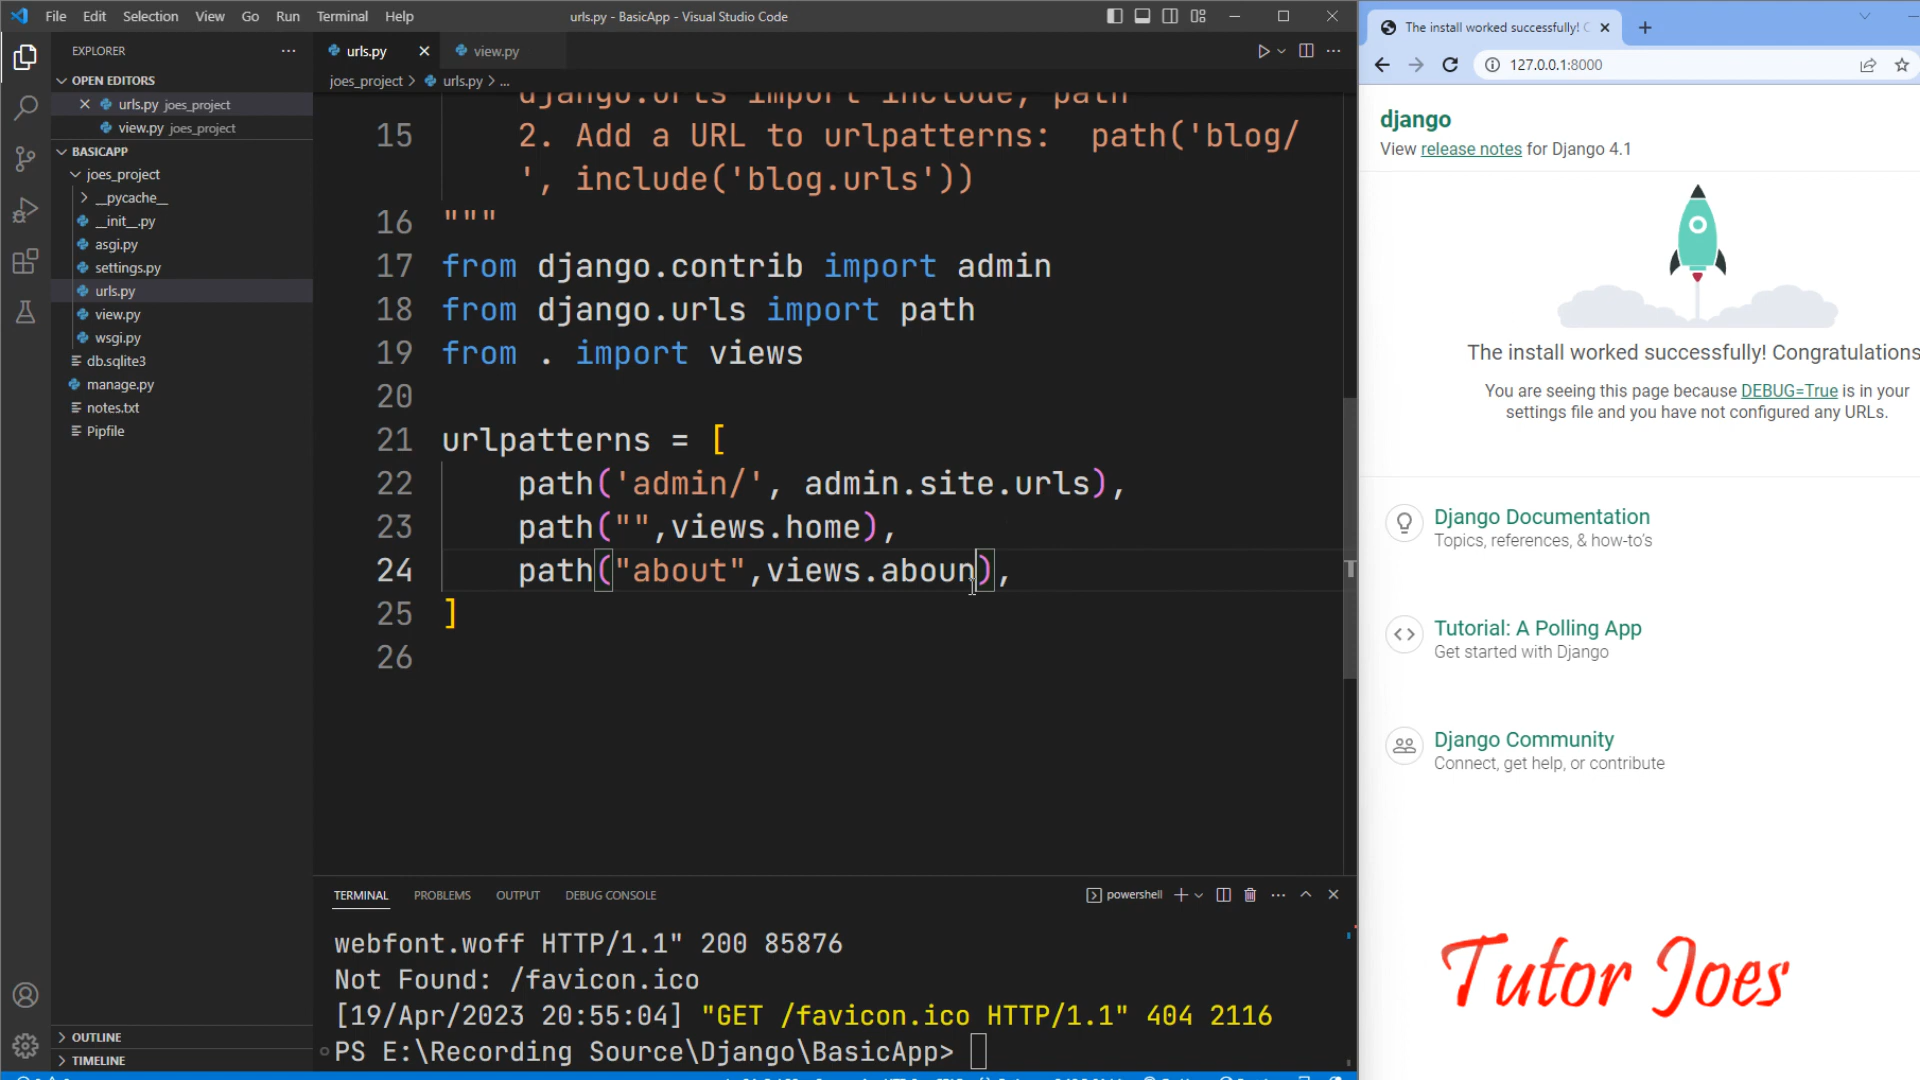 File Edit Selection View Go Run Terminal Help
urls.py - BasicApp - Visual Studio Code
EXPLORER
OPEN EDITORS
urls.py joes_project
view.py joes_project
BASICAPP
joes_project
__pycache__
__init__.py
asgi.py
settings.py
urls.py
view.py
wsgi.py
db.sqlite3
manage.py
notes.txt
Pipfile
OUTLINE
TIMELINE
urls.py
view.py
joes_project > urls.py > ...
django.urls import include, path
15 2. Add a URL to urlpatterns:  path('blog/
', include('blog.urls'))
16 """
17 from django.contrib import admin
18 from django.urls import path
19 from . import views
20
21 urlpatterns = [
22 path('admin/', admin.site.urls),
23 path("",views.home),
24 path("about",views.aboun),
25 ]
26
TERMINAL PROBLEMS OUTPUT DEBUG CONSOLE
powershell
webfont.woff HTTP/1.1" 200 85876
Not Found: /favicon.ico
[19/Apr/2023 20:55:04] "GET /favicon.ico HTTP/1.1" 404 2116
PS E:\Recording Source\Django\BasicApp>
The install worked successfully!
127.0.0.1:8000
django
View release notes for Django 4.1
The install worked successfully! Congratulations
You are seeing this page because DEBUG=True is in your
settings file and you have not configured any URLs.
Django Documentation
Topics, references, & how-to's
Tutorial: A Polling App
Get started with Django
Django Community
Connect, get help, or contribute
Tutor Joes